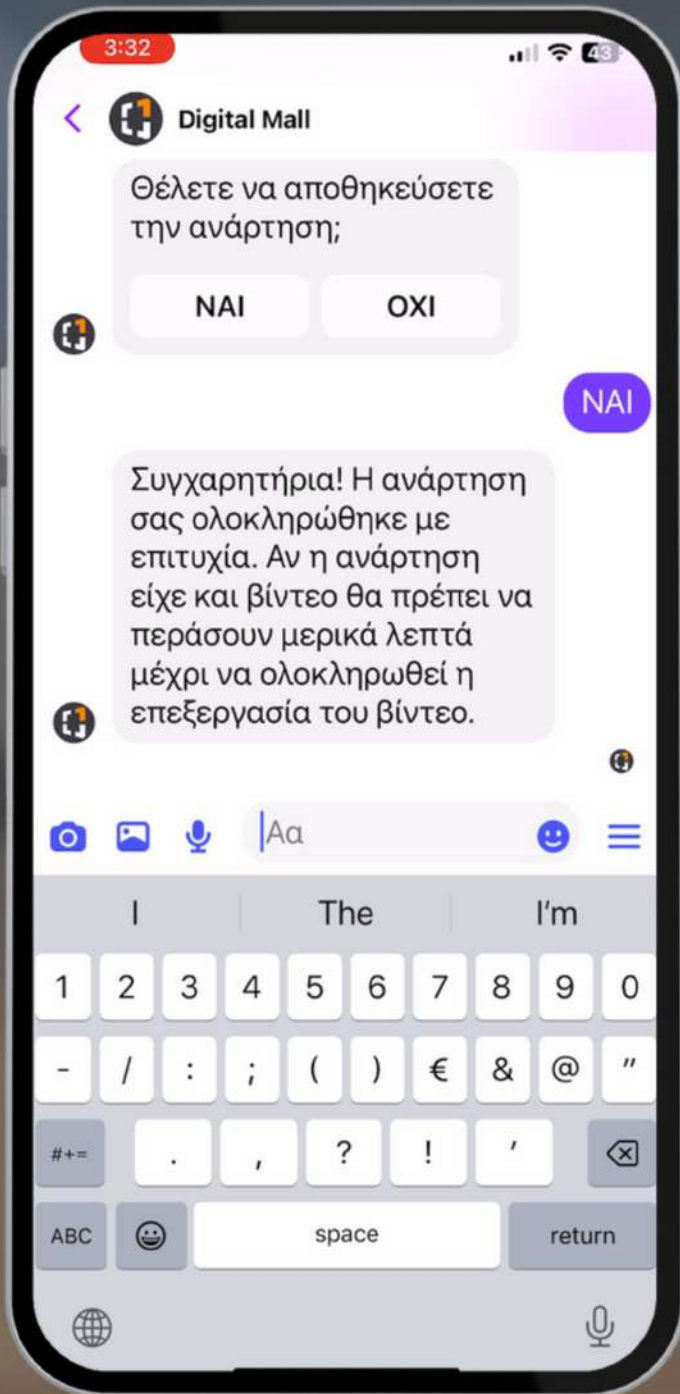 3:32
43
Digital Mall
Θέλετε να αποθηκεύσετε
την ανάρτηση;
ΝΑΙ ΟΧΙ
ΝΑΙ
Συγχαρητήρια! Η ανάρτηση
σας ολοκληρώθηκε με
επιτυχία. Αν η ανάρτηση
είχε και βίντεο θα πρέπει να
περάσουν μερικά λεπτά
μέχρι να ολοκληρωθεί η
επεξεργασία του βίντεο.
Aα
I The I'm
1 2 3 4 5 6 7 8 9 0
- / : ; ( ) € & @ "
#+= . , ? ! '
ABC space return